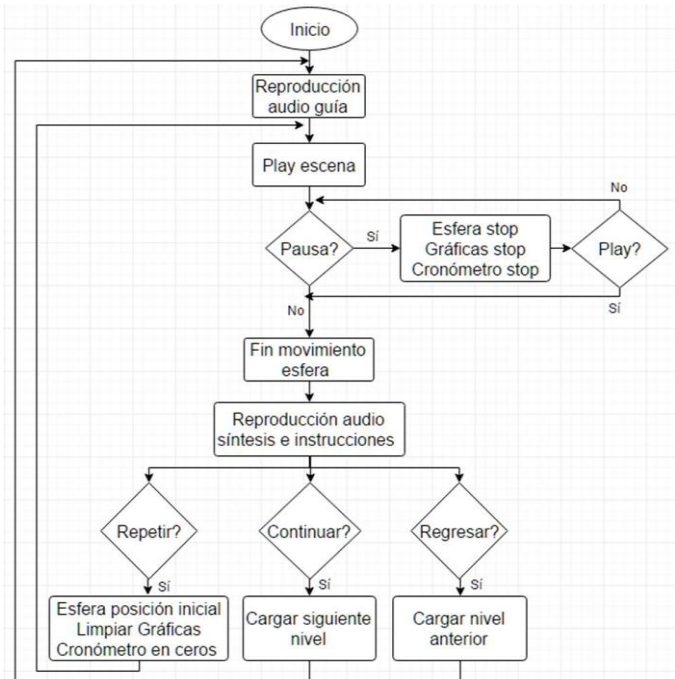 Inicio
Reproducción
audio guía
Play escena
No
Pausa?
Sí
Esfera stop
Gráficas stop
Cronómetro stop
Play?
No
Sí
Fin movimiento
esfera
Reproducción audio
síntesis e instrucciones
Repetir?
Continuar?
Regresar?
Sí
Sí
Sí
Esfera posición inicial
Limpiar Gráficas
Cronómetro en ceros
Cargar siguiente
nivel
Cargar nivel
anterior